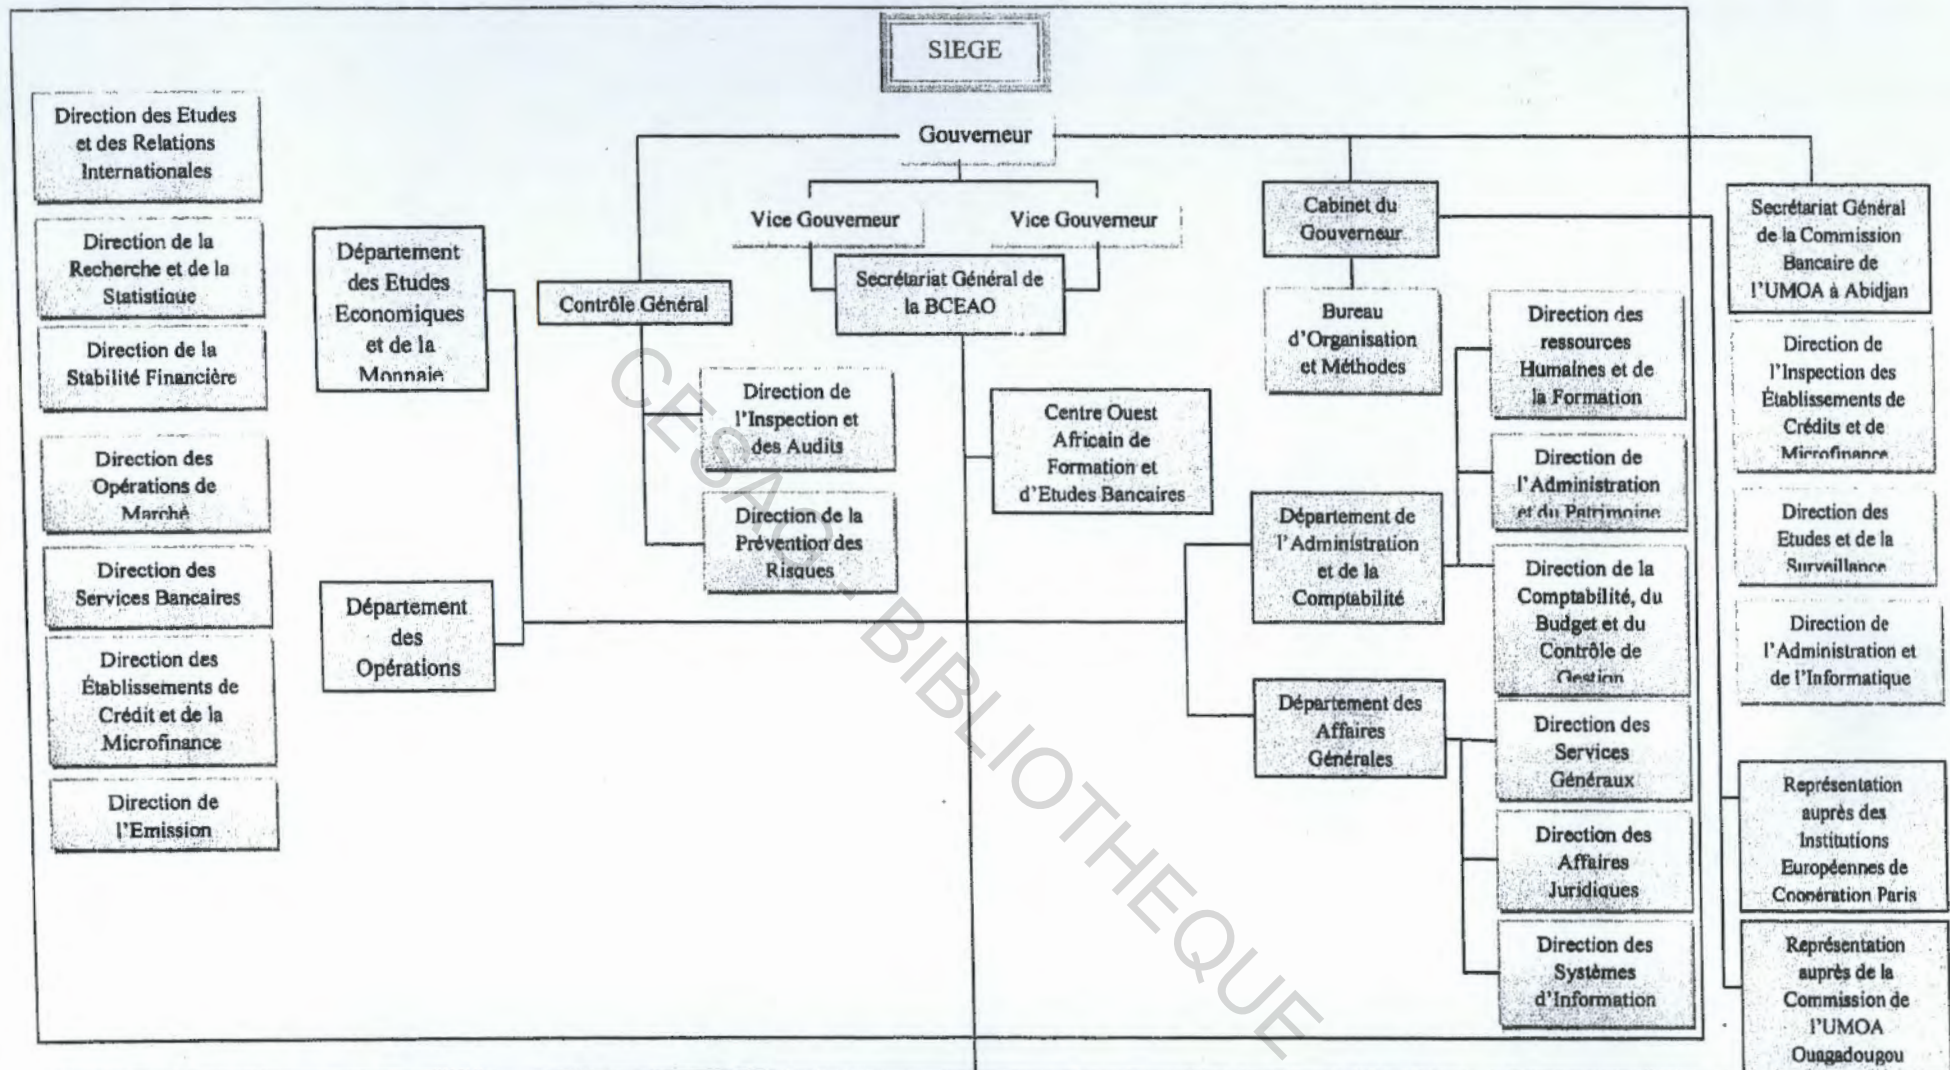 SIEGE
Gouverneur
Vice Gouverneur
Vice Gouverneur
Secrétariat Général de
la BCEAO
Direction des Etudes
et des Relations
Internationales
Direction de la
Recherche et de la
Statistique
Direction de la
Stabilité Financière
Direction des
Opérations de
Marché
Direction des
Services Bancaires
Direction des
Établissements de
Crédit et de la
Microfinance
Direction de
l'Emission
Département
des Etudes
Economiques
et de la
Monnaie
Département
des
Opérations
Contrôle Général
Direction de
l'Inspection et
des Audits
Direction de la
Prévention des
Risques
Centre Ouest
Africain de
Formation et
d'Etudes Bancaires
Cabinet du
Gouverneur
Bureau
d'Organisation
et Méthodes
Département de
l'Administration
et de la
Comptabilité
Département des
Affaires
Générales
Direction des
ressources
Humaines et de
la Formation
Direction de
l'Administration
et du Patrimoine
Direction de la
Comptabilité, du
Budget et du
Contrôle de
Gestion
Direction des
Services
Généraux
Direction des
Affaires
Juridiques
Direction des
Systèmes
d'Information
Secrétariat Général
de la Commission
Bancaire de
l'UMOA à Abidjan
Direction de
l'Inspection des
Établissements de
Crédits et de
Microfinance
Direction des
Etudes et de la
Surveillance
Direction de
l'Administration et
de l'Informatique
Représentation
auprès des
Institutions
Européennes de
Coopération Paris
Représentation
auprès de la
Commission de
l'UMOA
Ouagadougou
CESAG - BIBLIOTHEQUE